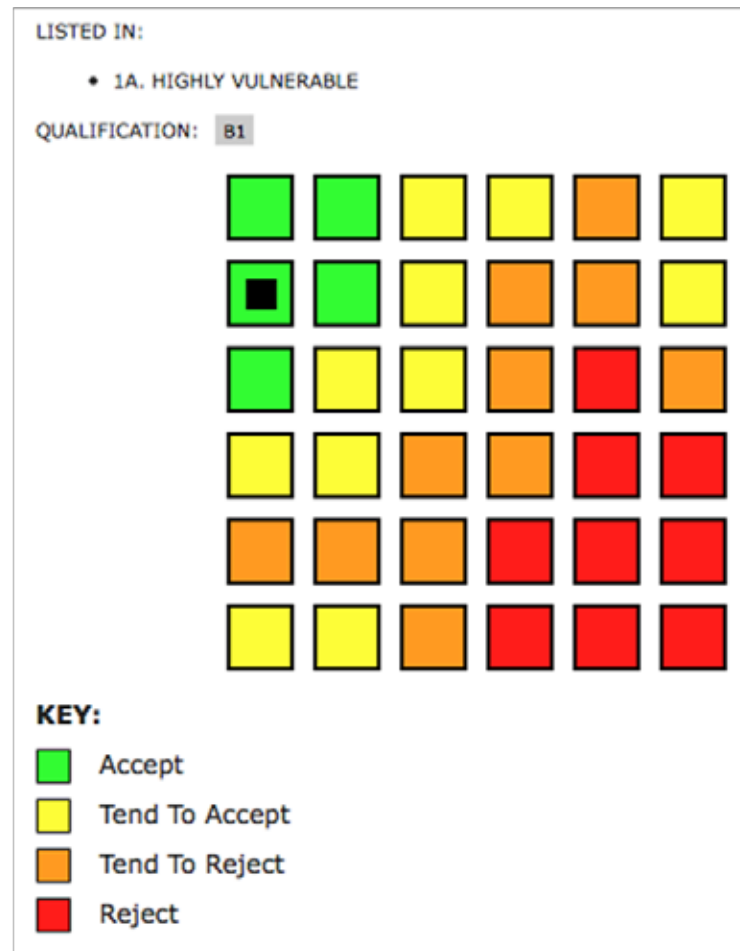 LISTED IN:
• 1A. HIGHLY VULNERABLE
QUALIFICATION: B1
KEY:
Accept
Tend To Accept
Tend To Reject
Reject